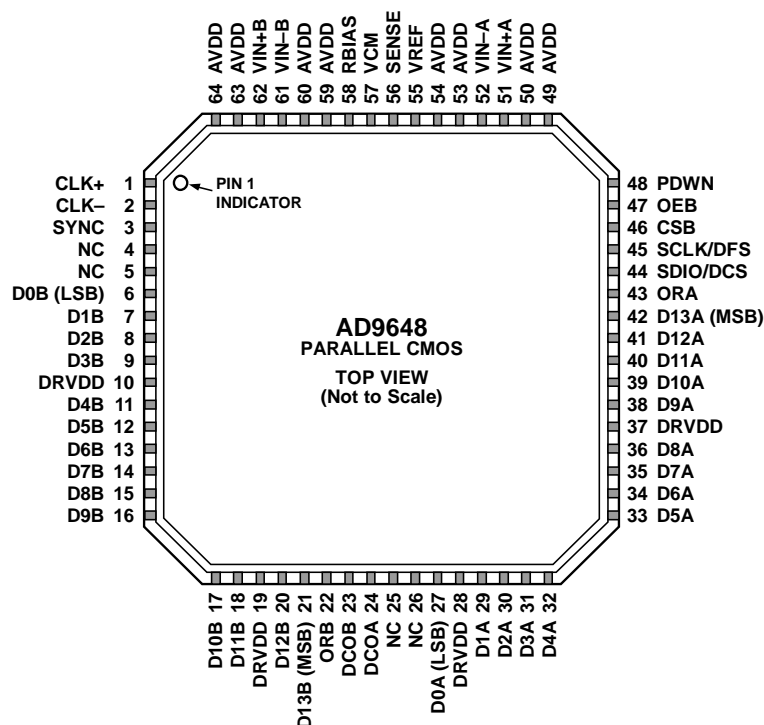 64 AVDD
63 AVDD
62 VIN+B
61 VIN–B
60 AVDD
59 AVDD
58 RBIAS
57 VCM
56 SENSE
55 VREF
54 AVDD
53 AVDD
52 VIN–A
51 VIN+A
50 AVDD
49 AVDD
CLK+ 1
CLK– 2
SYNC 3
NC 4
NC 5
D0B (LSB) 6
D1B 7
D2B 8
D3B 9
DRVDD 10
D4B 11
D5B 12
D6B 13
D7B 14
D8B 15
D9B 16
PIN 1
INDICATOR
AD9648
PARALLEL CMOS
TOP VIEW
(Not to Scale)
48 PDWN
47 OEB
46 CSB
45 SCLK/DFS
44 SDIO/DCS
43 ORA
42 D13A (MSB)
41 D12A
40 D11A
39 D10A
38 D9A
37 DRVDD
36 D8A
35 D7A
34 D6A
33 D5A
D10B 17
D11B 18
DRVDD 19
D12B 20
D13B (MSB) 21
ORB 22
DCOB 23
DCOA 24
NC 25
NC 26
D0A (LSB) 27
DRVDD 28
D1A 29
D2A 30
D3A 31
D4A 32